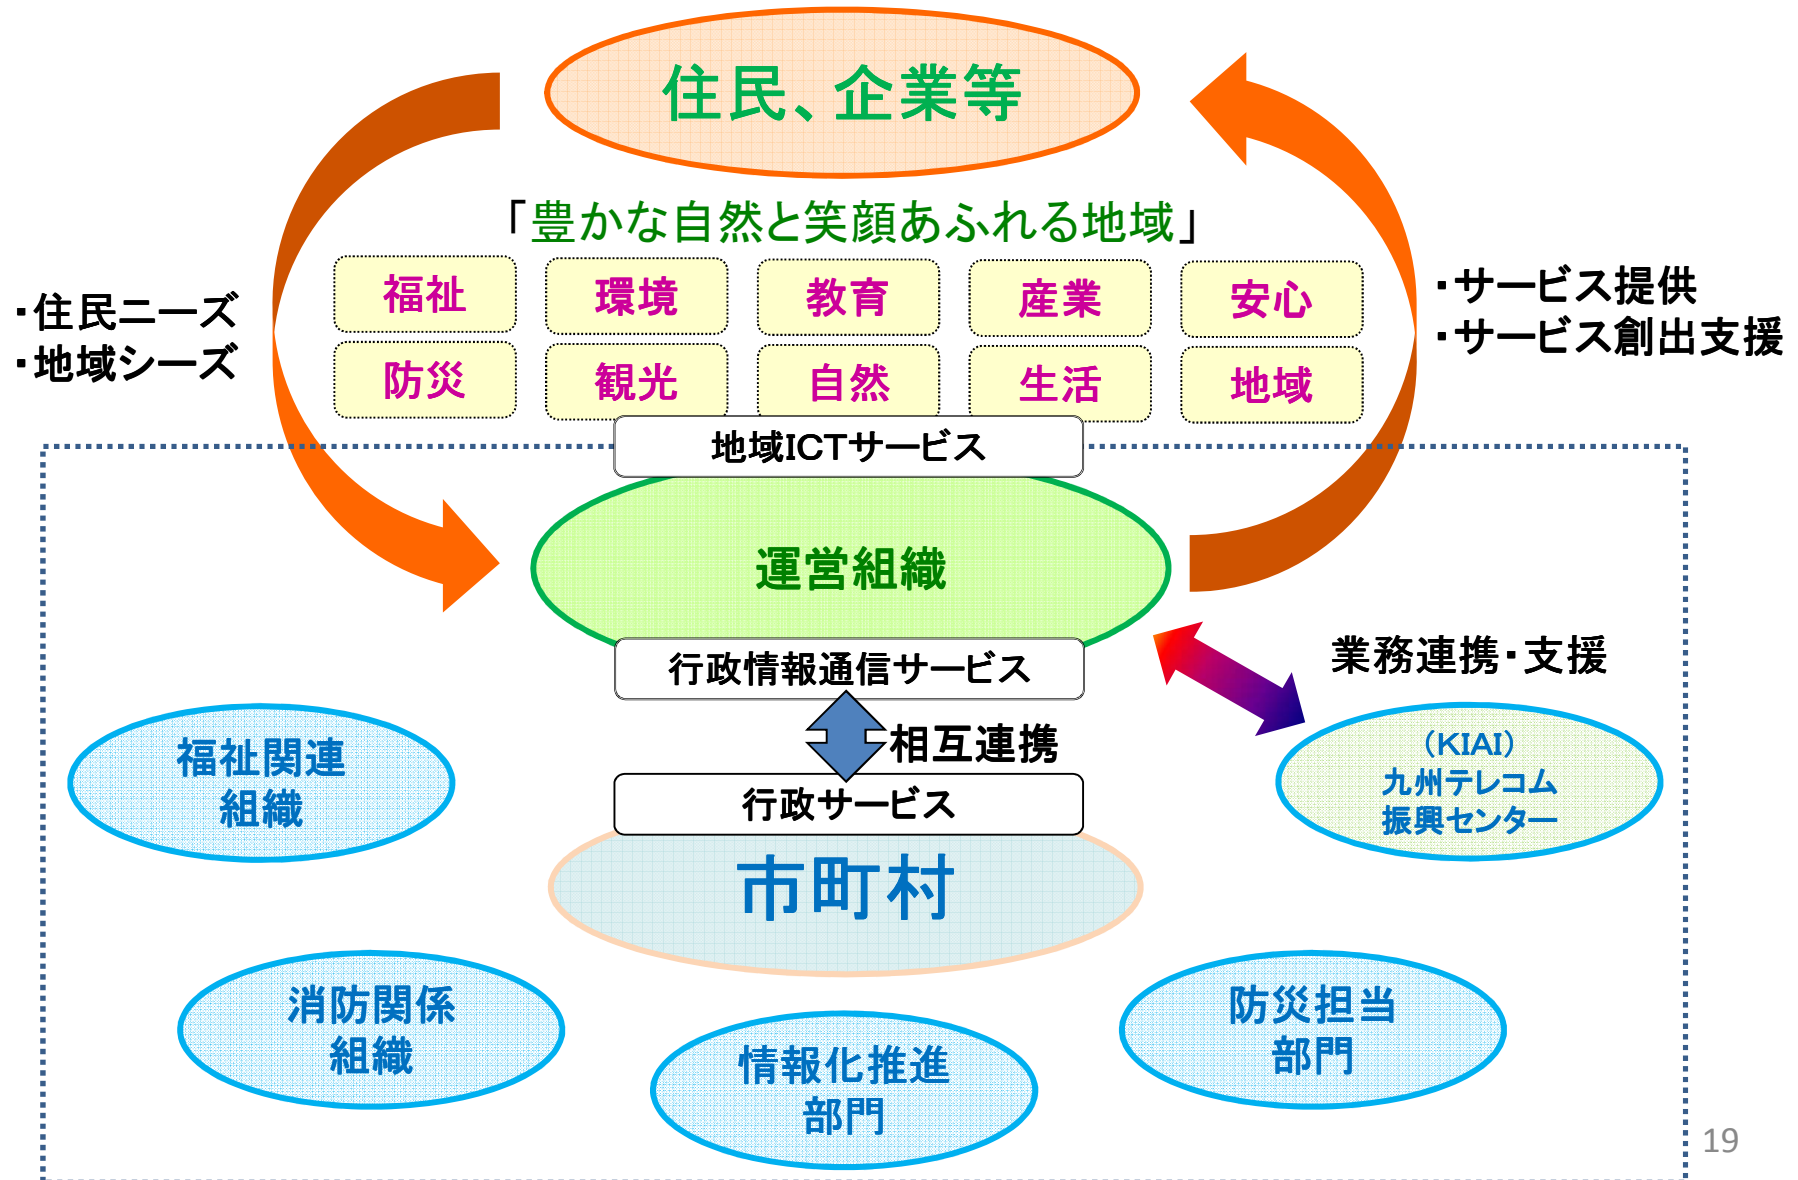 住民、企業等
「豊かな自然と笑顔あふれる地域」
福祉
環境
教育
産業
安心
防災
観光
自然
生活
地域
・住民ニーズ
・地域シーズ
・サービス提供
・サービス創出支援
地域ICTサービス
運営組織
行政情報通信サービス
業務連携・支援
相互連携
(KIAI)
九州テレコム
振興センター
福祉関連
組織
行政サービス
市町村
消防関係
組織
防災担当
部門
情報化推進
部門
19